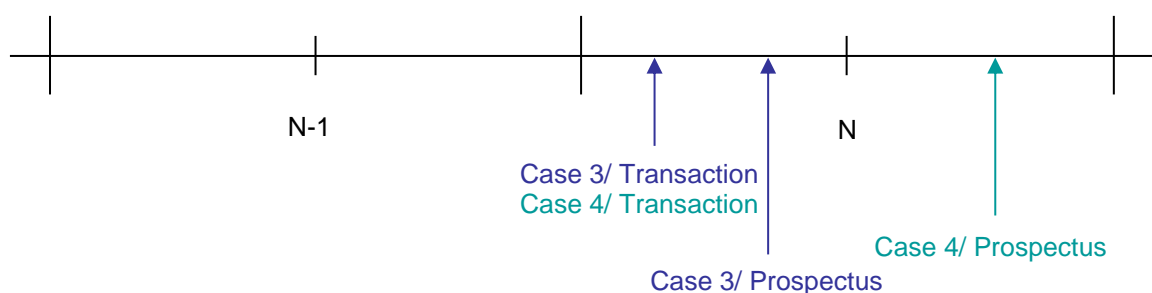 N-1
N
Case 3/ Transaction
Case 4/ Transaction
Case 4/ Prospectus
Case 3/ Prospectus